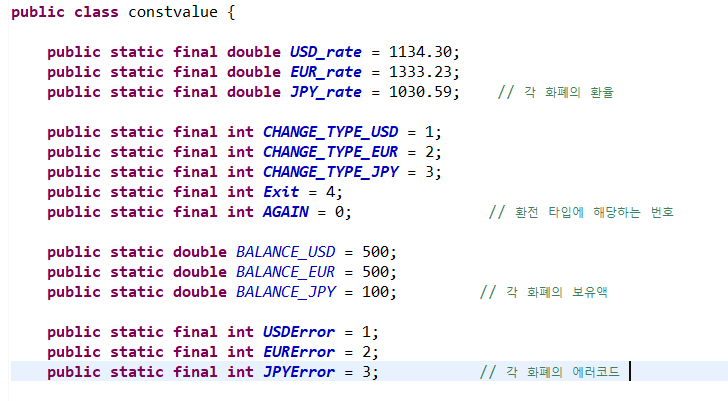 public class constvalue {
public static final double USD_rate = 1134.30;
public static final double EUR_rate = 1333.23;
public static final double JPY_rate = 1030.59; // 각 화폐의 환율
public static final int CHANGE_TYPE_USD = 1;
public static final int CHANGE_TYPE_EUR = 2;
public static final int CHANGE_TYPE_JPY = 3;
public static final int Exit = 4;
public static final int AGAIN = 0; // 환전 타입에 해당하는 번호
public static double BALANCE_USD = 500;
public static double BALANCE_EUR = 500;
public static double BALANCE_JPY = 100; // 각 화폐의 보유액
public static final int USDError = 1;
public static final int EURError = 2;
public static final int JPYError = 3; // 각 화폐의 에러코드